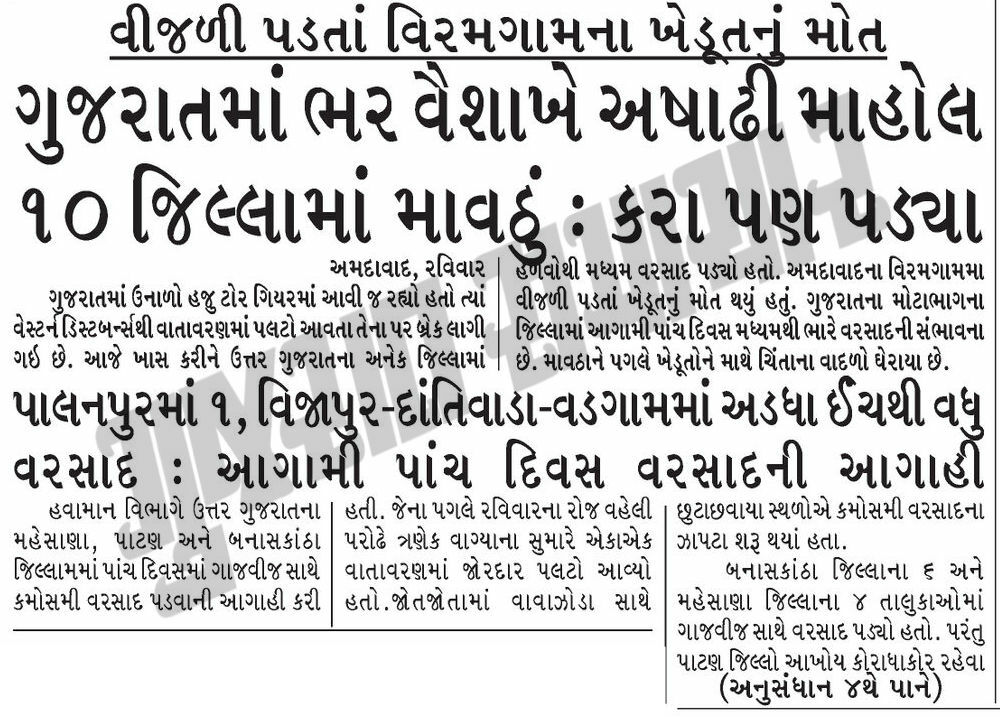 વીજળી પડતાં વિરમગામના ખેડૂતનું મોત
ગુજરાતમાં ભર વૈશાખે અષાઢી માહોલ
૧૦ જિલ્લામાં માવઠું : કરા પણ પડ્યા
અમદાવાદ, રવિવાર
ગુજરાતમાં ઉનાળો હજુ ટોર ગિયરમાં આવી જ રહ્યો હતો ત્યાં
વેસ્ટર્ન ડિસ્ટબર્ન્સથી વાતાવરણમાં પલટો આવતા તેના પર બ્રેક લાગી
ગઇ છે. આજે ખાસ કરીને ઉત્તર ગુજરાતના અનેક જિલ્લામાં
હળવોથી મધ્યમ વરસાદ પડ્યો હતો. અમદાવાદના વિરમગામમા
વીજળી પડતાં ખેડૂતનું મોત થયું હતું. ગુજરાતના મોટાભાગના
જિલ્લામાં આગામી પાંચ દિવસ મધ્યમથી ભારે વરસાદની સંભાવના
છે. માવઠાને પગલે ખેડૂતોને માથે ચિંતાના વાદળો ઘેરાયા છે.
પાલનપુરમાં ૧, વિજાપુર-દાંતિવાડા-વડગામમાં અડધા ઈંચથી વધુ
વરસાદ : આગામી પાંચ દિવસ વરસાદની આગાહી
હવામાન વિભાગે ઉત્તર ગુજરાતના
મહેસાણા, પાટણ અને બનાસકાંઠા
જિલ્લામમાં પાંચ દિવસમાં ગાજવીજ સાથે
કમોસમી વરસાદ પડવાની આગાહી કરી
હતી. જેના પગલે રવિવારના રોજ વહેલી
પરોઢે ત્રણેક વાગ્યાના સુમારે એકાએક
વાતાવરણમાં જોરદાર પલટો આવ્યો
હતો.જોતજોતામાં વાવાઝોડા સાથે
છુટાછવાયા સ્થળોએ કમોસમી વરસાદના
ઝાપટા શરૂ થયાં હતા.
બનાસકાંઠા જિલ્લાના ૬ અને
મહેસાણા જિલ્લાના ૪ તાલુકાઓમાં
ગાજવીજ સાથે વરસાદ પડ્યો હતો. પરંતુ
પાટણ જિલ્લો આખોય કોરાધાકોર રહેવા
(અનુસંધાન ૪થે પાને)
ગુજરાત સમાચાર